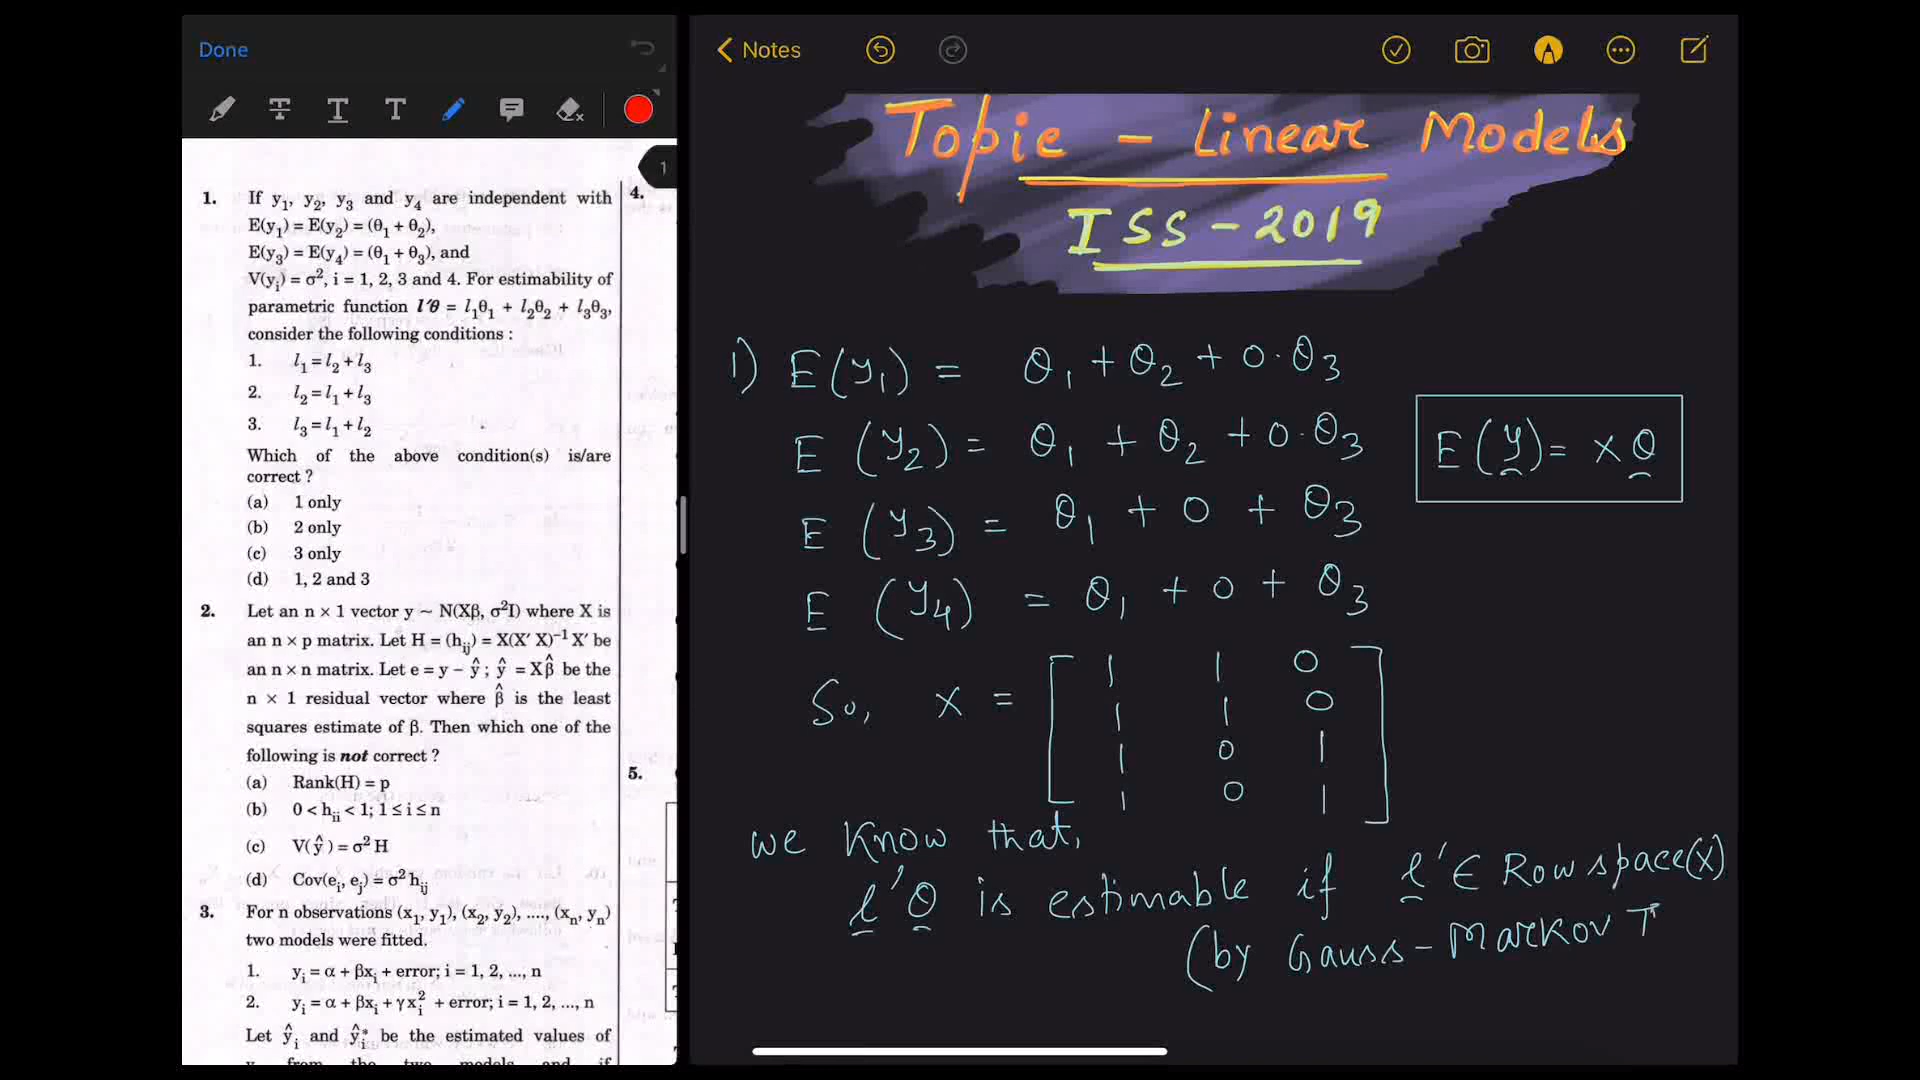 Done
Notes
1
1. If y₁, y₂, y₃ and y₄ are independent with
E(y₁) = E(y₂) = (θ₁ + θ₂),
E(y₃) = E(y₄) = (θ₁ + θ₃), and
V(yᵢ) = σ², i = 1, 2, 3 and 4. For estimability of
parametric function l′θ = l₁θ₁ + l₂θ₂ + l₃θ₃,
consider the following conditions :
1. l₁ = l₂ + l₃
2. l₂ = l₁ + l₃
3. l₃ = l₁ + l₂
Which of the above condition(s) is/are
correct ?
(a) 1 only
(b) 2 only
(c) 3 only
(d) 1, 2 and 3
2. Let an n × 1 vector y ~ N(Xβ, σ²I) where X is
an n × p matrix. Let H = (hᵢⱼ) = X(X′ X)⁻¹ X′ be
an n × n matrix. Let e = y – ŷ ; ŷ = Xβ̂ be the
n × 1 residual vector where β̂ is the least
squares estimate of β. Then which one of the
following is not correct ?
(a) Rank(H) = p
(b) 0 < hᵢᵢ < 1; 1 ≤ i ≤ n
(c) V(ŷ) = σ² H
(d) Cov(eᵢ, eⱼ) = σ² hᵢⱼ
3. For n observations (x₁, y₁), (x₂, y₂), ...., (xₙ, yₙ)
two models were fitted.
1. yᵢ = α + βxᵢ + error; i = 1, 2, ..., n
2. yᵢ = α + βxᵢ + γxᵢ² + error; i = 1, 2, ..., n
Let ŷᵢ and ŷᵢ* be the estimated values of
from the two models and if
4.
5.
Topic - Linear Models
ISS - 2019
1) E(y₁) = θ₁ + θ₂ + 0·θ₃
E (y₂) = θ₁ + θ₂ + 0·θ₃
E(y) = Xθ
E (y₃) = θ₁ + 0 + θ₃
E (y₄) = θ₁ + 0 + θ₃
So, X = [ 1 1 0
1 1 0
1 0 1
1 0 1 ]
we know that,
l′θ is estimable if l′ ∈ Row space(X)
(by Gauss - Markov T